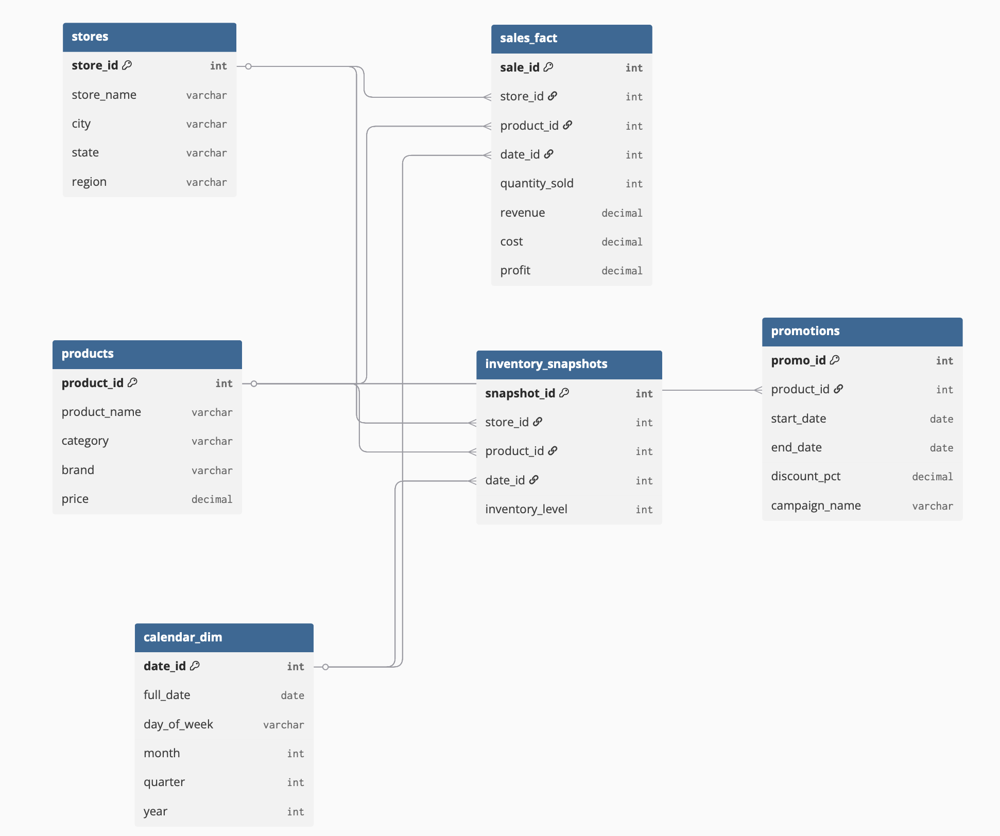 stores
store_id int
store_name varchar
city varchar
state varchar
region varchar
sales_fact
sale_id int
store_id int
product_id int
date_id int
quantity_sold int
revenue decimal
cost decimal
profit decimal
products
product_id int
product_name varchar
category varchar
brand varchar
price decimal
inventory_snapshots
snapshot_id int
store_id int
product_id int
date_id int
inventory_level int
promotions
promo_id int
product_id int
start_date date
end_date date
discount_pct decimal
campaign_name varchar
calendar_dim
date_id int
full_date date
day_of_week varchar
month int
quarter int
year int